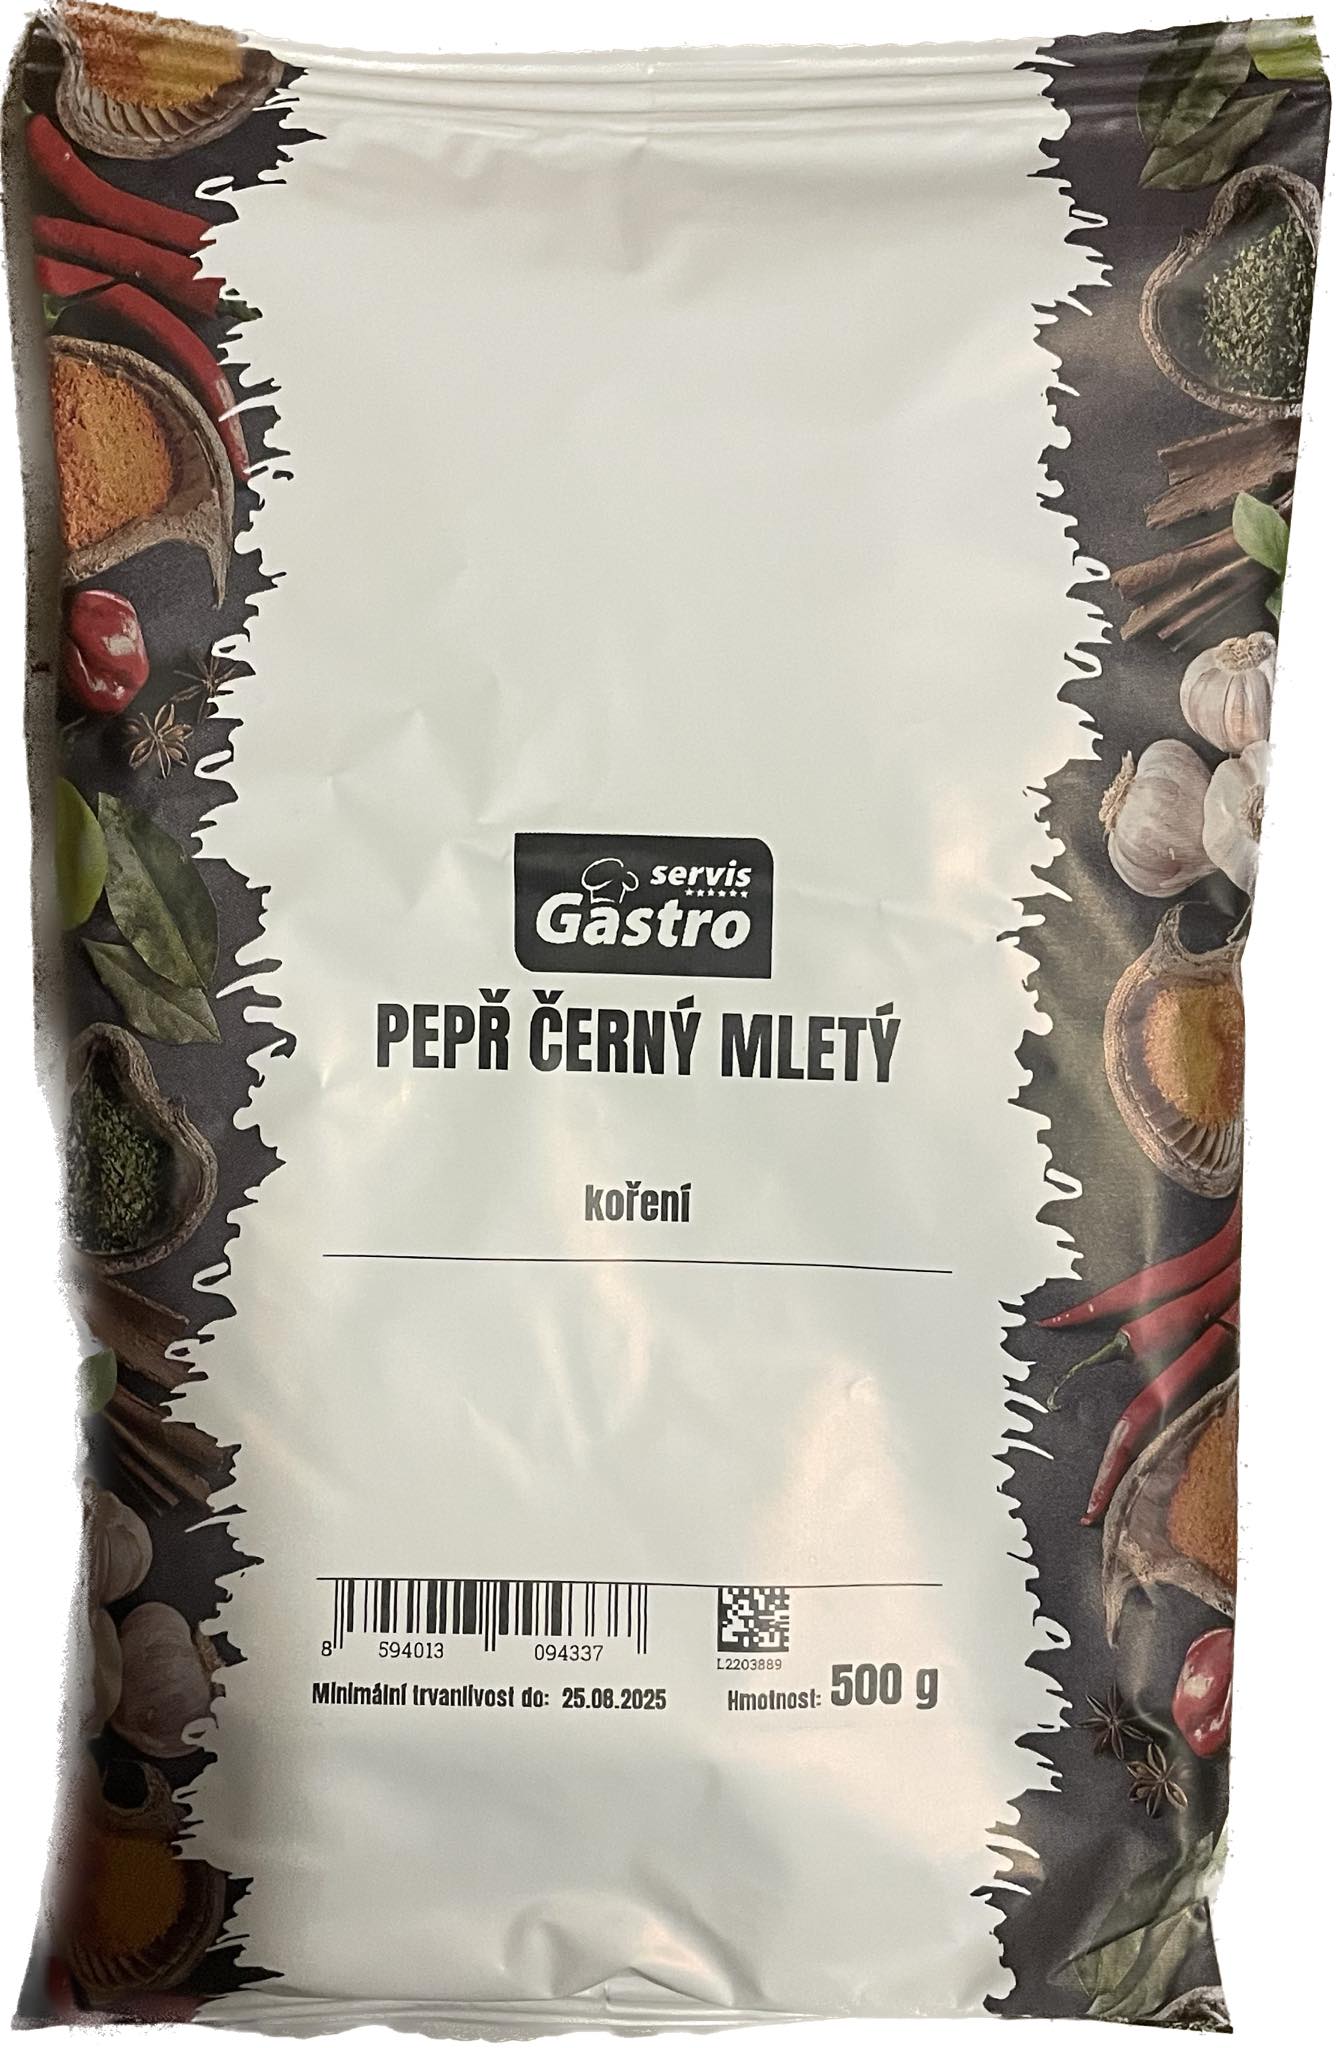 servis
Gastro
PEPŘ ČERNÝ MLETÝ
koření
8 594013 094337
L2203889
Minimální trvanlivost do: 25.08.2025
Hmotnost: 500 g